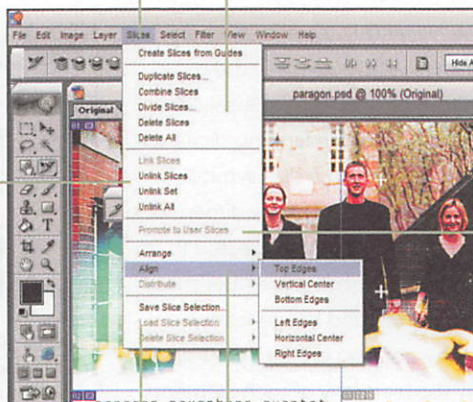 File Edit Image Layer Slices Select Filter View Window Help
Create Slices from Guides
Hide A
Duplicate Slices...
Combine Slices
Divide Slices...
Delete Slices
Delete All
paragon.psd @ 100% (Original)
Original
Link Slices
Unlink Slices
Unlink Set
Unlink All
Promote to User Slices
Arrange
Align
Distribute
Top Edges
Vertical Center
Bottom Edges
Left Edges
Horizontal Center
Right Edges
Save Slice Selection...
Load Slice Selection
Delete Slice Selection